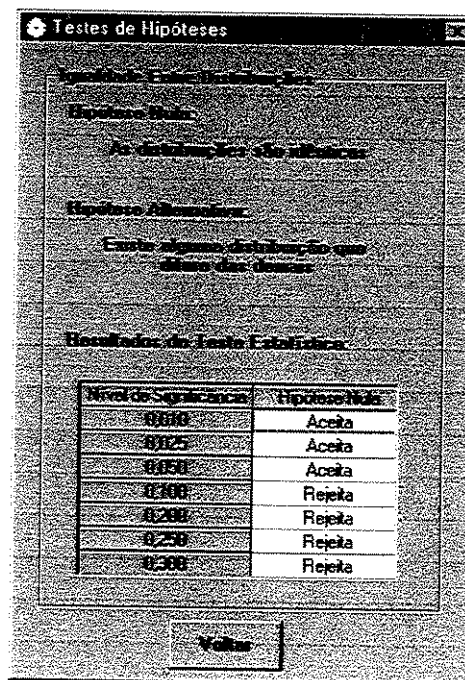 Testes de Hipóteses
Igualdade Entre Distribuições
Hipótese Nula:
As distribuições são idênticas
Hipótese Alternativa:
Existe alguma distribuição que
difere das demais
Resultados do Teste Estatístico:
Nível de Significância Hipótese Nula
0,010 Aceita
0,025 Aceita
0,050 Aceita
0,100 Rejeita
0,200 Rejeita
0,250 Rejeita
0,300 Rejeita
Voltar